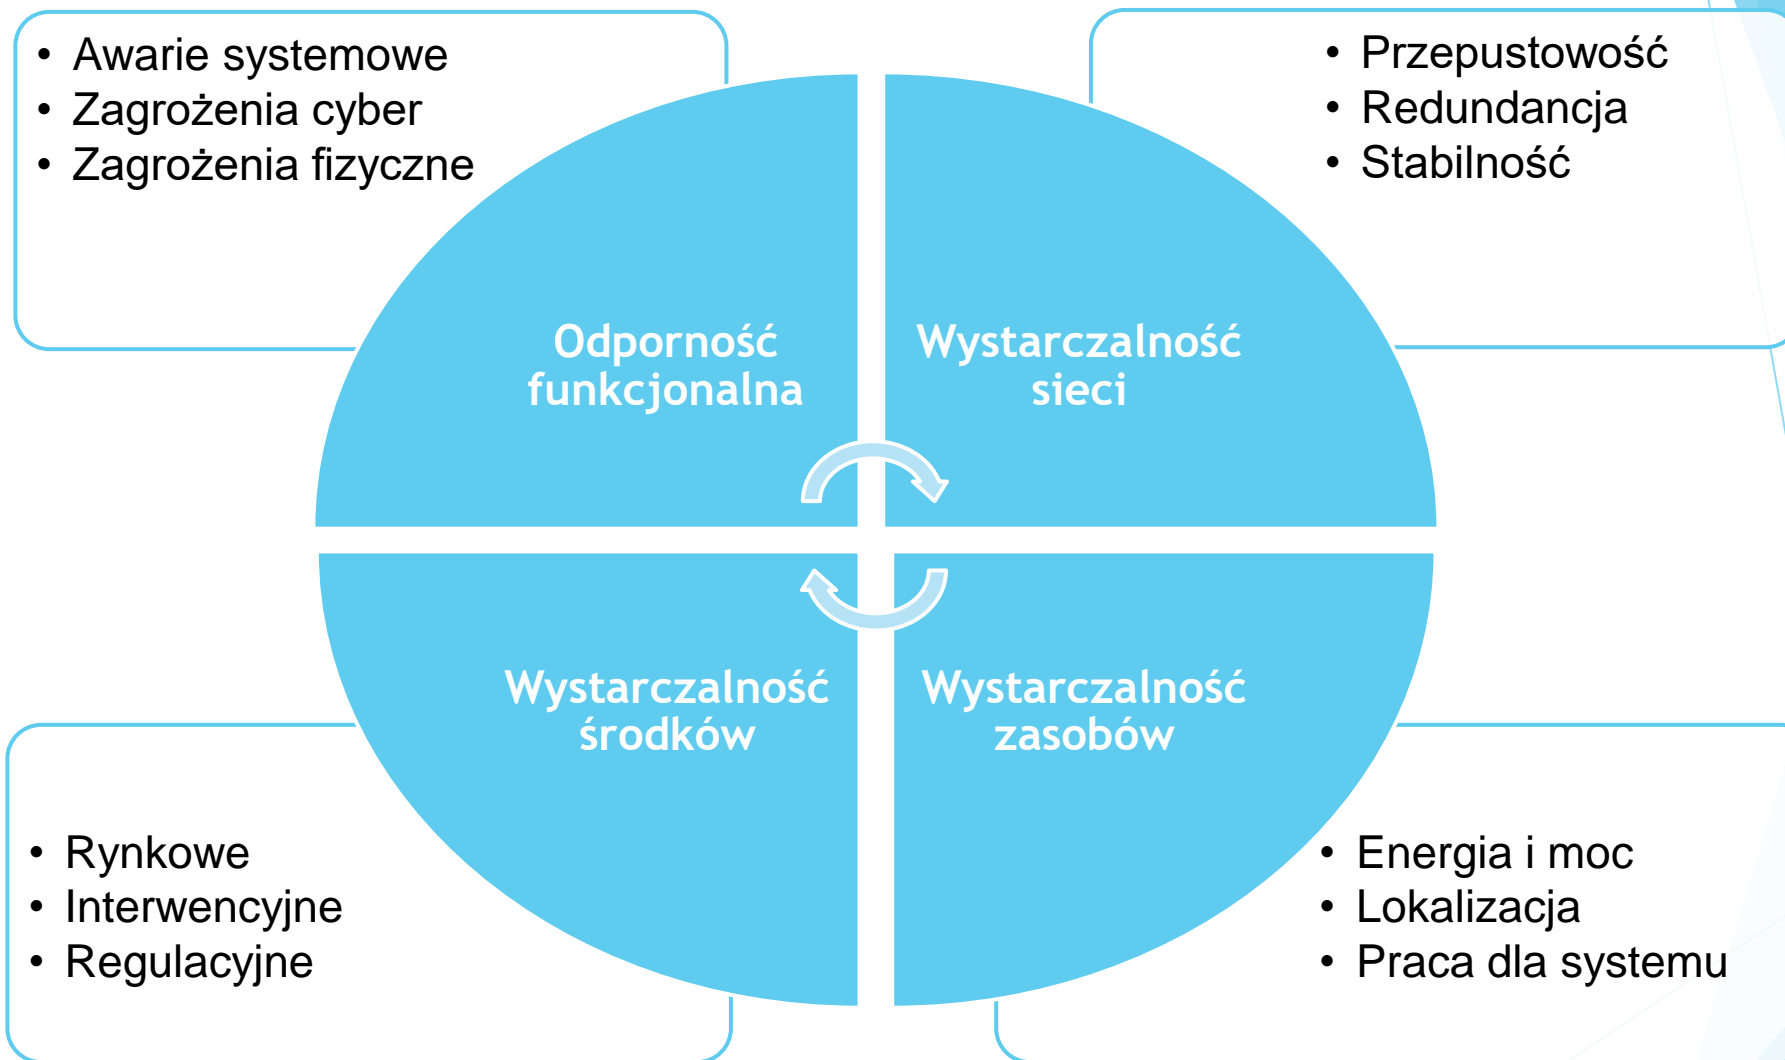 • Awarie systemowe
• Zagrożenia cyber
• Zagrożenia fizyczne
• Przepustowość
• Redundancja
• Stabilność
Odporność
funkcjonalna
Wystarczalność
sieci
Wystarczalność
środków
Wystarczalność
zasobów
• Rynkowe
• Interwencyjne
• Regulacyjne
• Energia i moc
• Lokalizacja
• Praca dla systemu